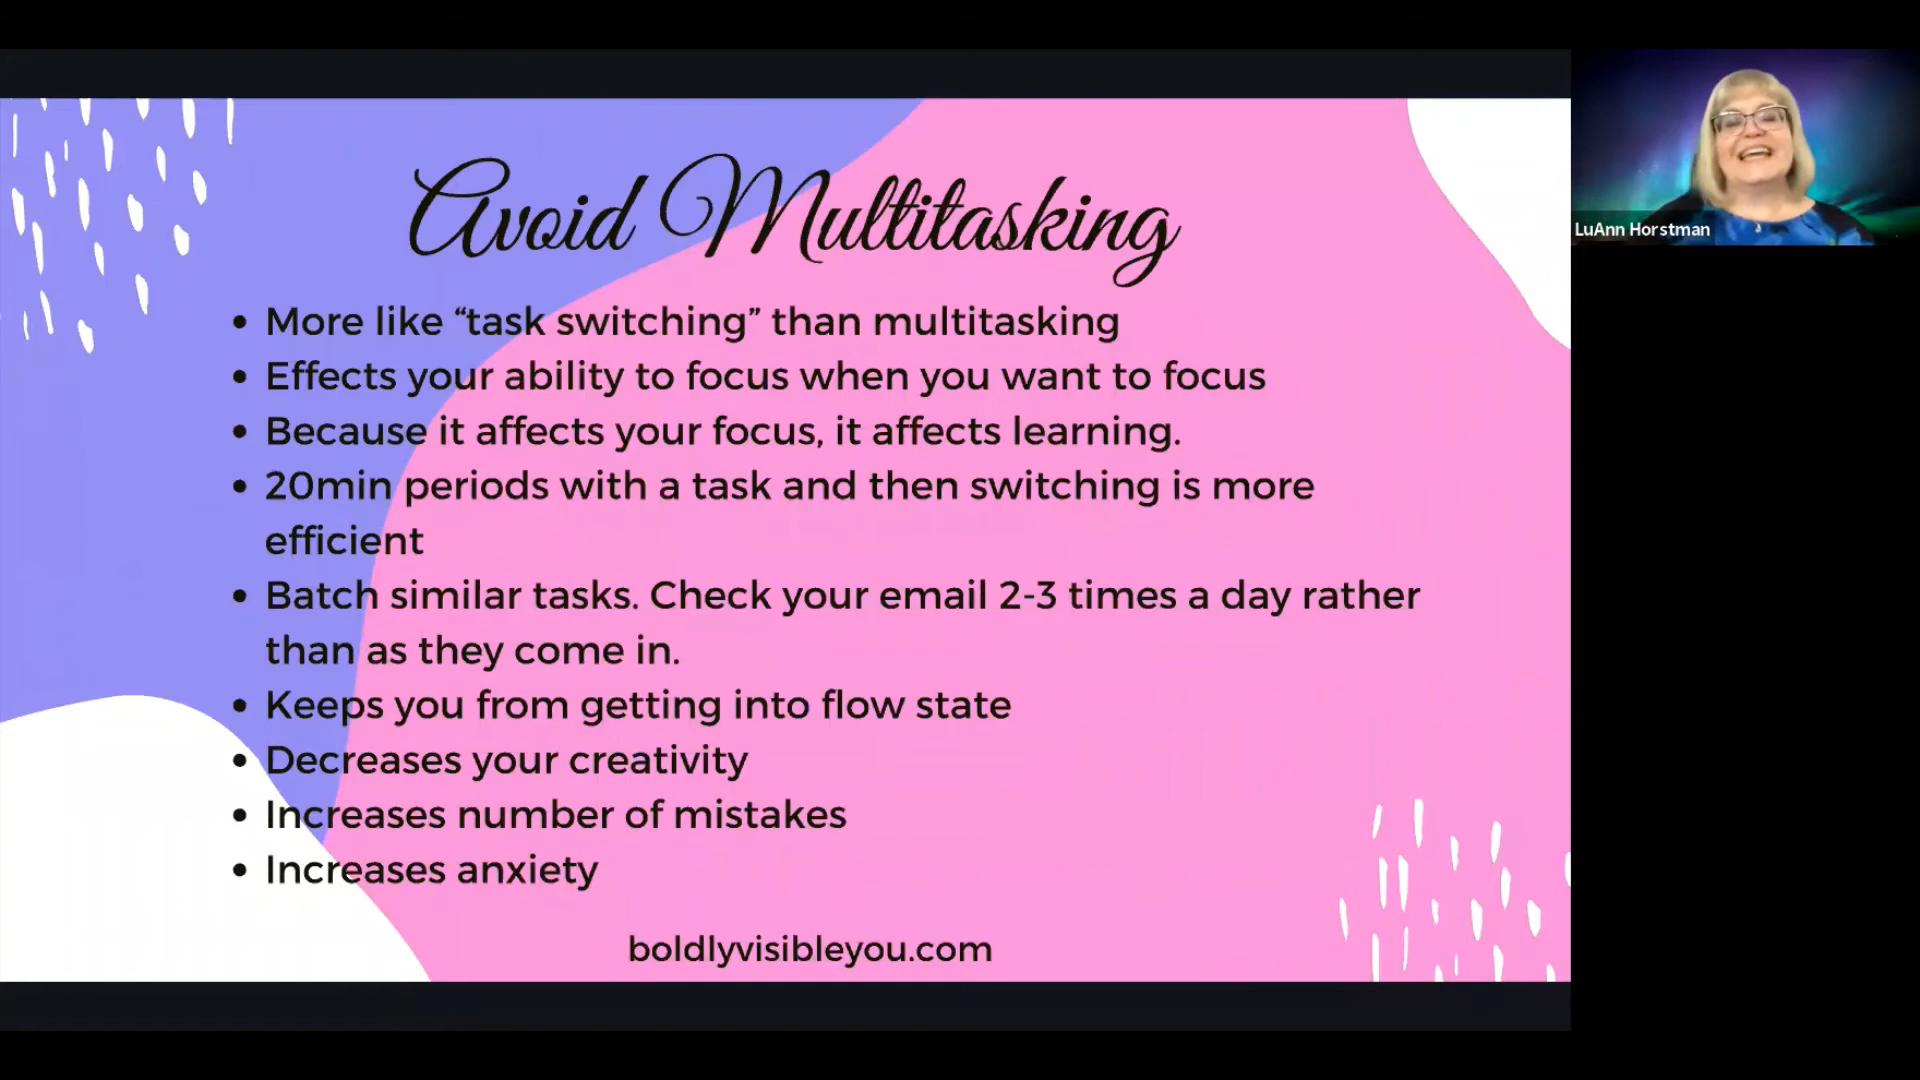 Avoid Multitasking
• More like “task switching” than multitasking
• Effects your ability to focus when you want to focus
• Because it affects your focus, it affects learning.
• 20min periods with a task and then switching is more
efficient
• Batch similar tasks. Check your email 2-3 times a day rather
than as they come in.
• Keeps you from getting into flow state
• Decreases your creativity
• Increases number of mistakes
• Increases anxiety
boldlyvisibleyou.com
LuAnn Horstman